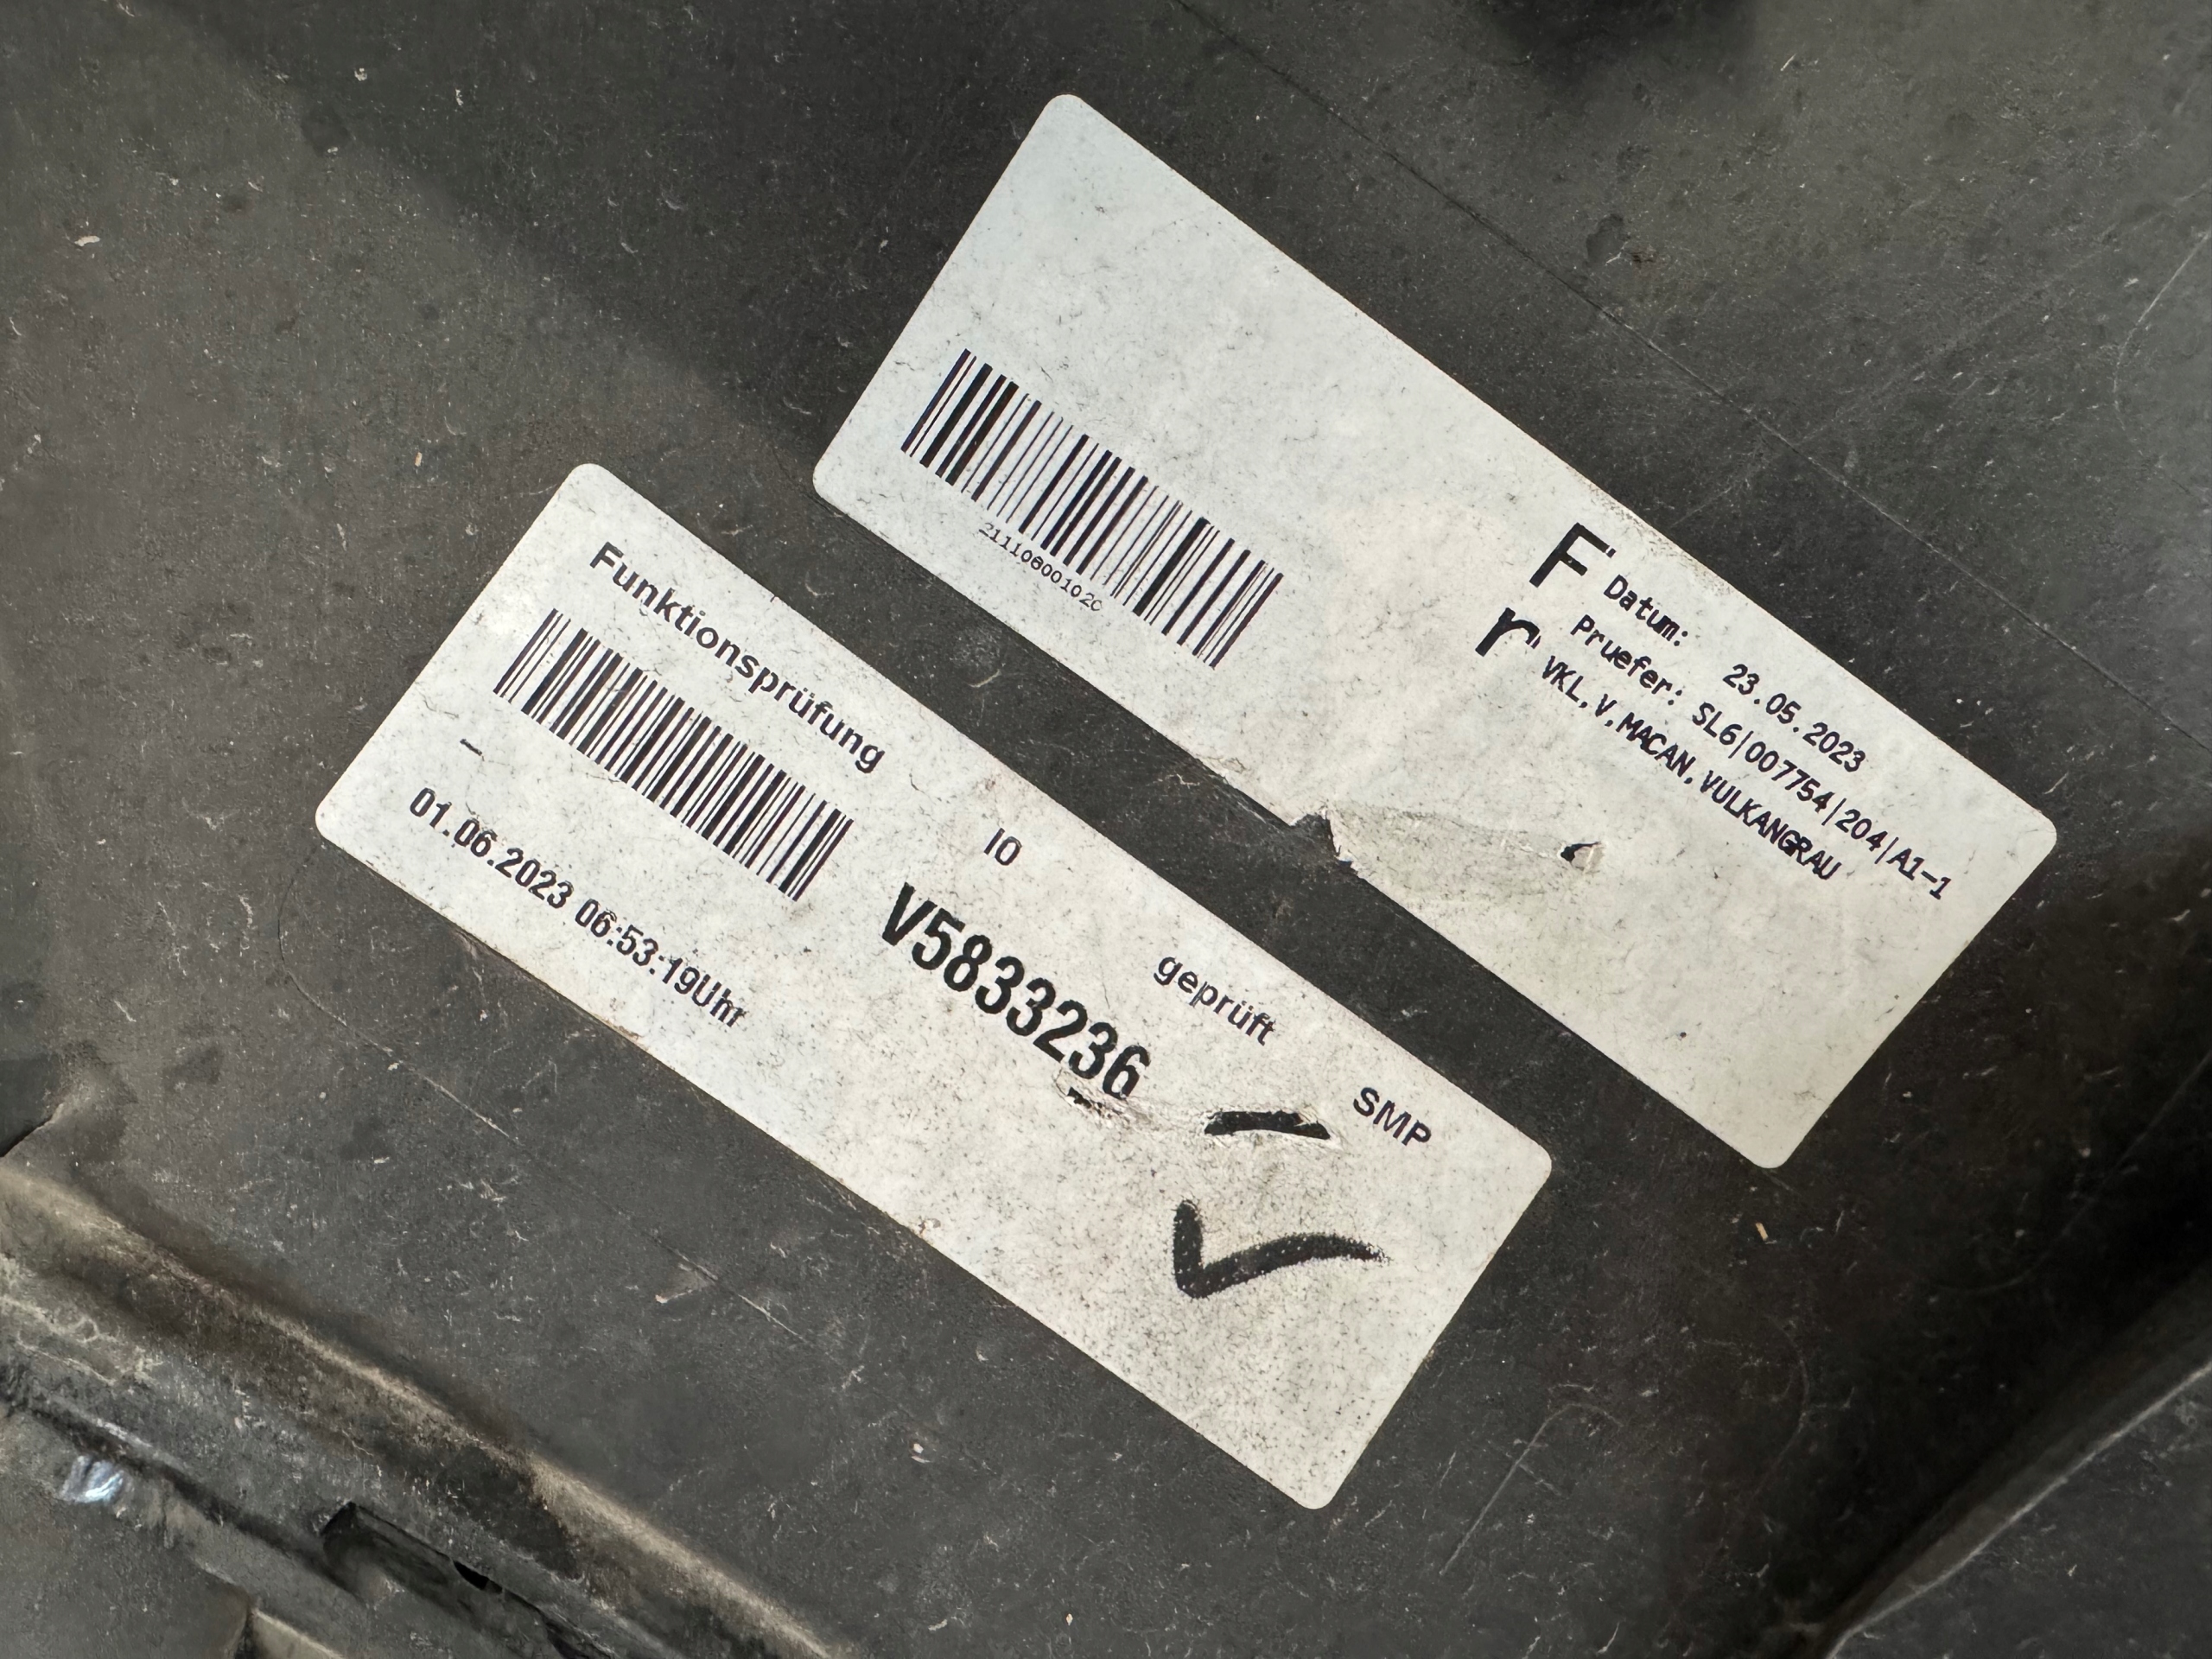 F
r
Datum: 23.05.2023
Pruefer: SL6|007754|204|A1-1
VKL.V.MACAN.VULKANGRAU
Funktionsprüfung IO geprüft SMP
V5833236
01.06.2023 06:53:19Uhr